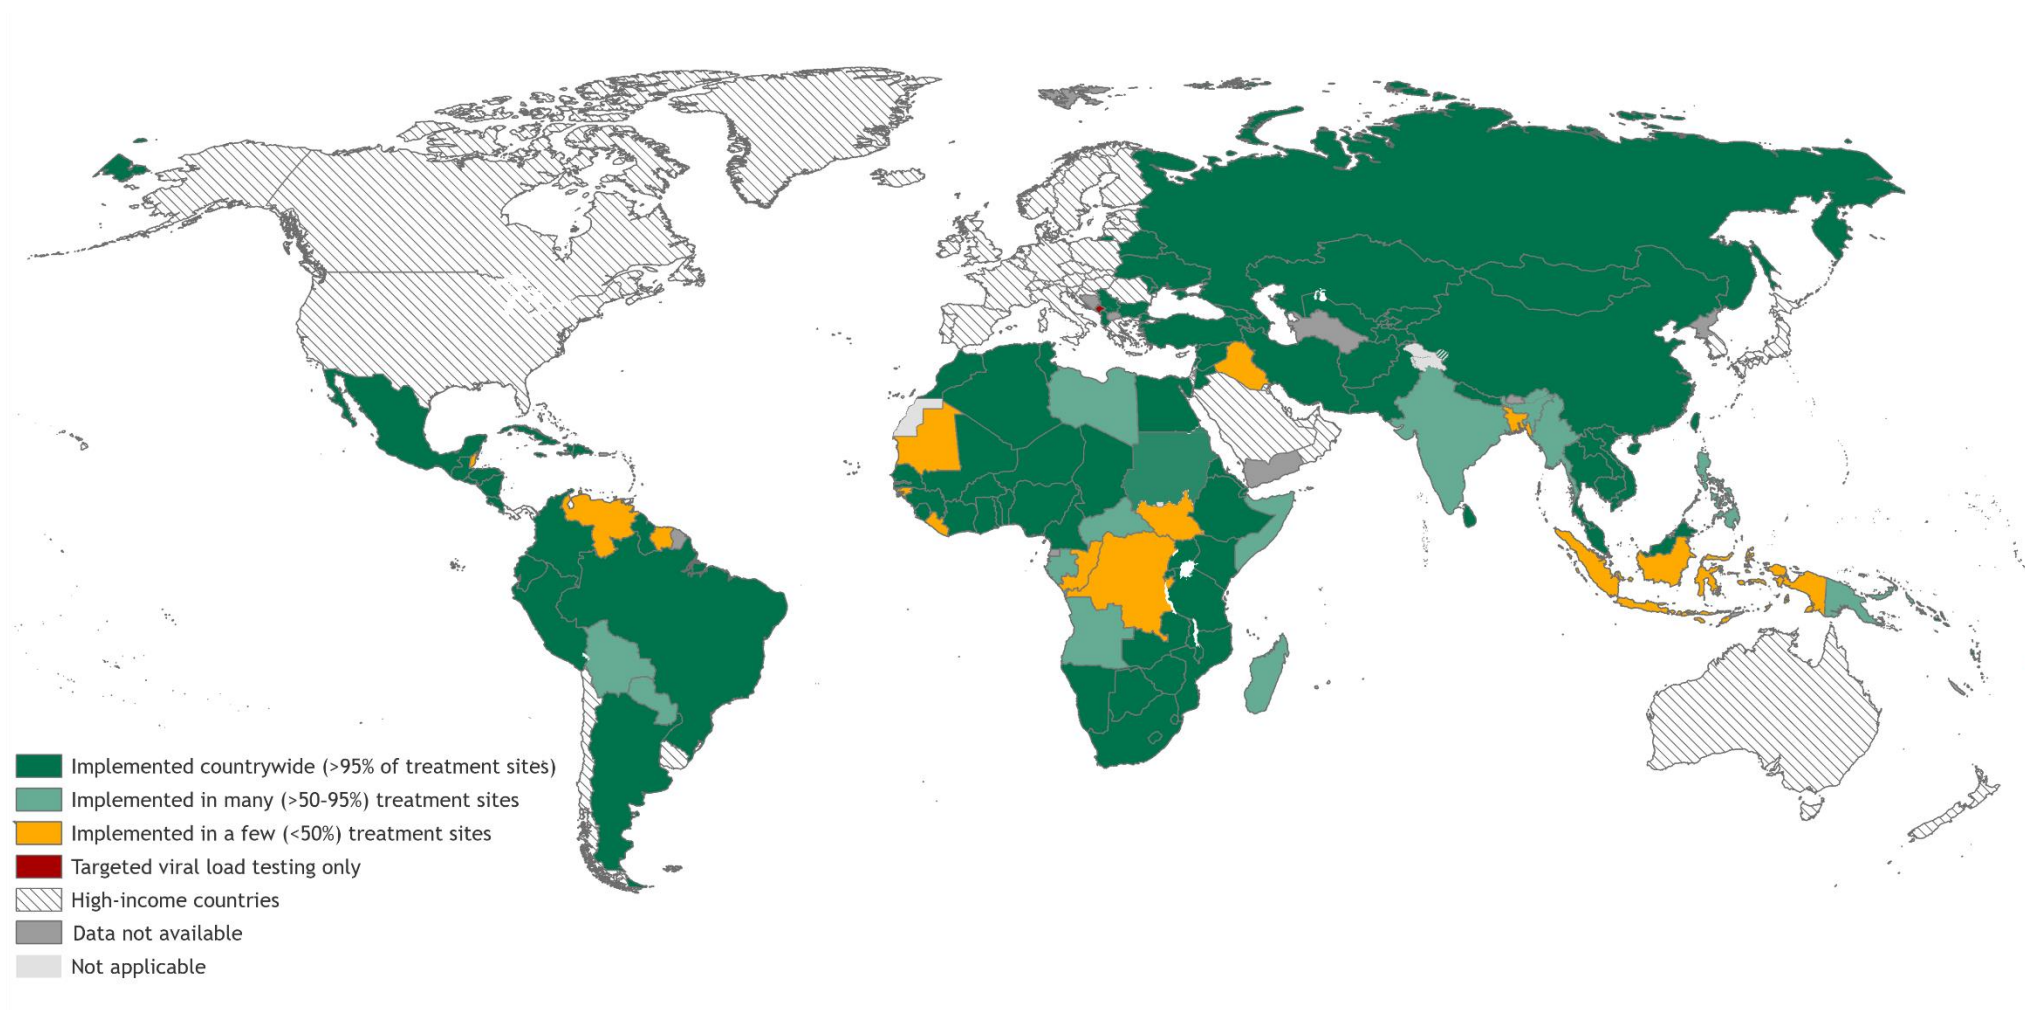 Implemented countrywide (>95% of treatment sites)
Implemented in many (>50-95%) treatment sites
Implemented in a few (<50%) treatment sites
Targeted viral load testing only
High-income countries
Data not available
Not applicable